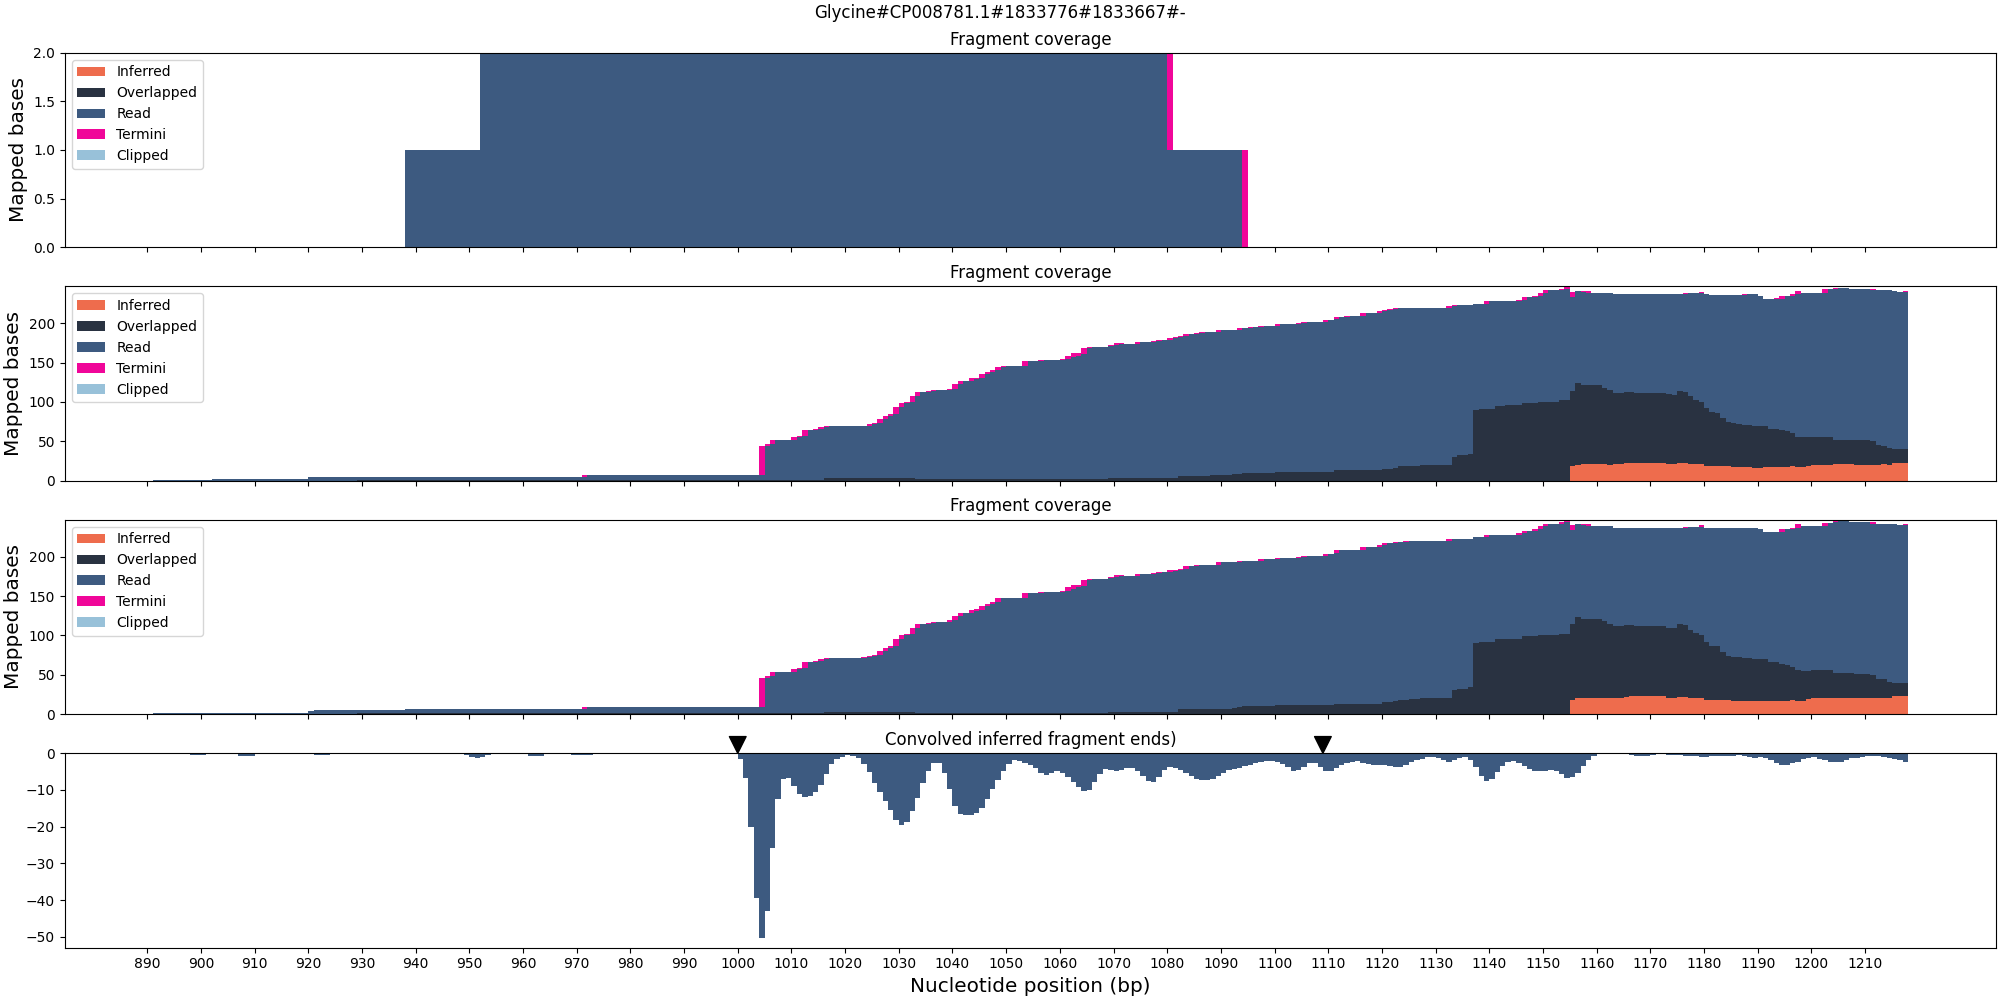 Glycine#CP008781.1#1833776#1833667#-
Fragment coverage
Mapped bases
2.0
1.5
1.0
0.5
0.0
Inferred
Overlapped
Read
Termini
Clipped
Fragment coverage
Mapped bases
200
150
100
50
0
Inferred
Overlapped
Read
Termini
Clipped
Fragment coverage
Mapped bases
200
150
100
50
0
Inferred
Overlapped
Read
Termini
Clipped
Convolved inferred fragment ends)
0
−10
−20
−30
−40
−50
890 900 910 920 930 940 950 960 970 980 990 1000 1010 1020 1030 1040 1050 1060 1070 1080 1090 1100 1110 1120 1130 1140 1150 1160 1170 1180 1190 1200 1210
Nucleotide position (bp)